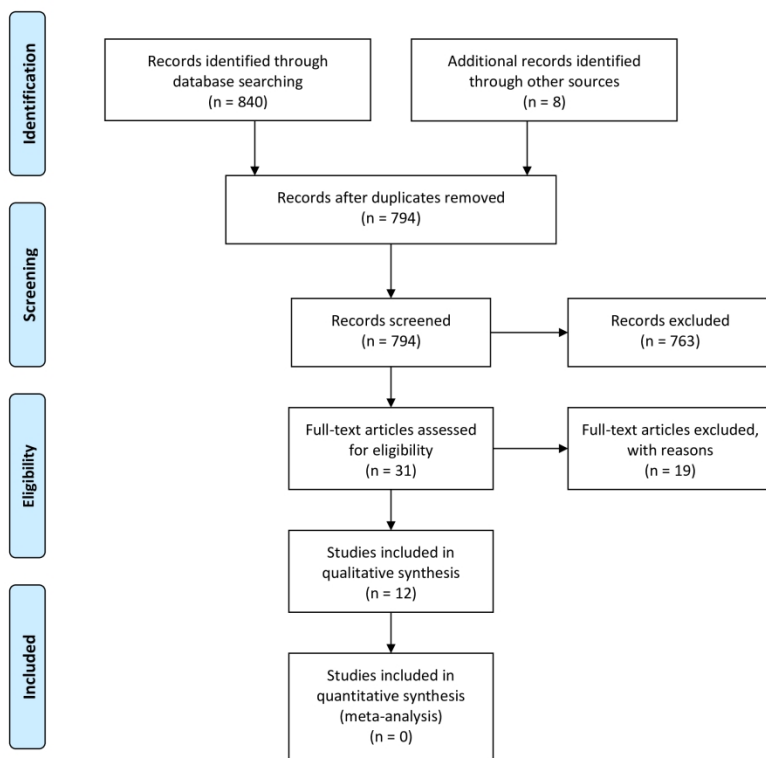 Identification
Records identified through
database searching
(n = 840)
Additional records identified
through other sources
(n = 8)
Records after duplicates removed
(n = 794)
Screening
Records screened
(n = 794)
Records excluded
(n = 763)
Eligibility
Full-text articles assessed
for eligibility
(n = 31)
Full-text articles excluded,
with reasons
(n = 19)
Studies included in
qualitative synthesis
(n = 12)
Included
Studies included in
quantitative synthesis
(meta-analysis)
(n = 0)